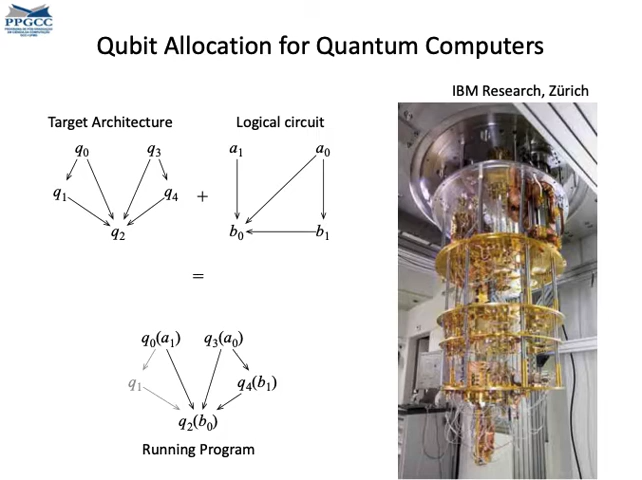 PPGCC
Qubit Allocation for Quantum Computers
IBM Research, Zürich
Target Architecture
Logical circuit
q₀ q₃
q₁ q₄
q₂
+
a₁ a₀
b₀ b₁
=
q₀(a₁) q₃(a₀)
q₁ q₄(b₁)
q₂(b₀)
Running Program